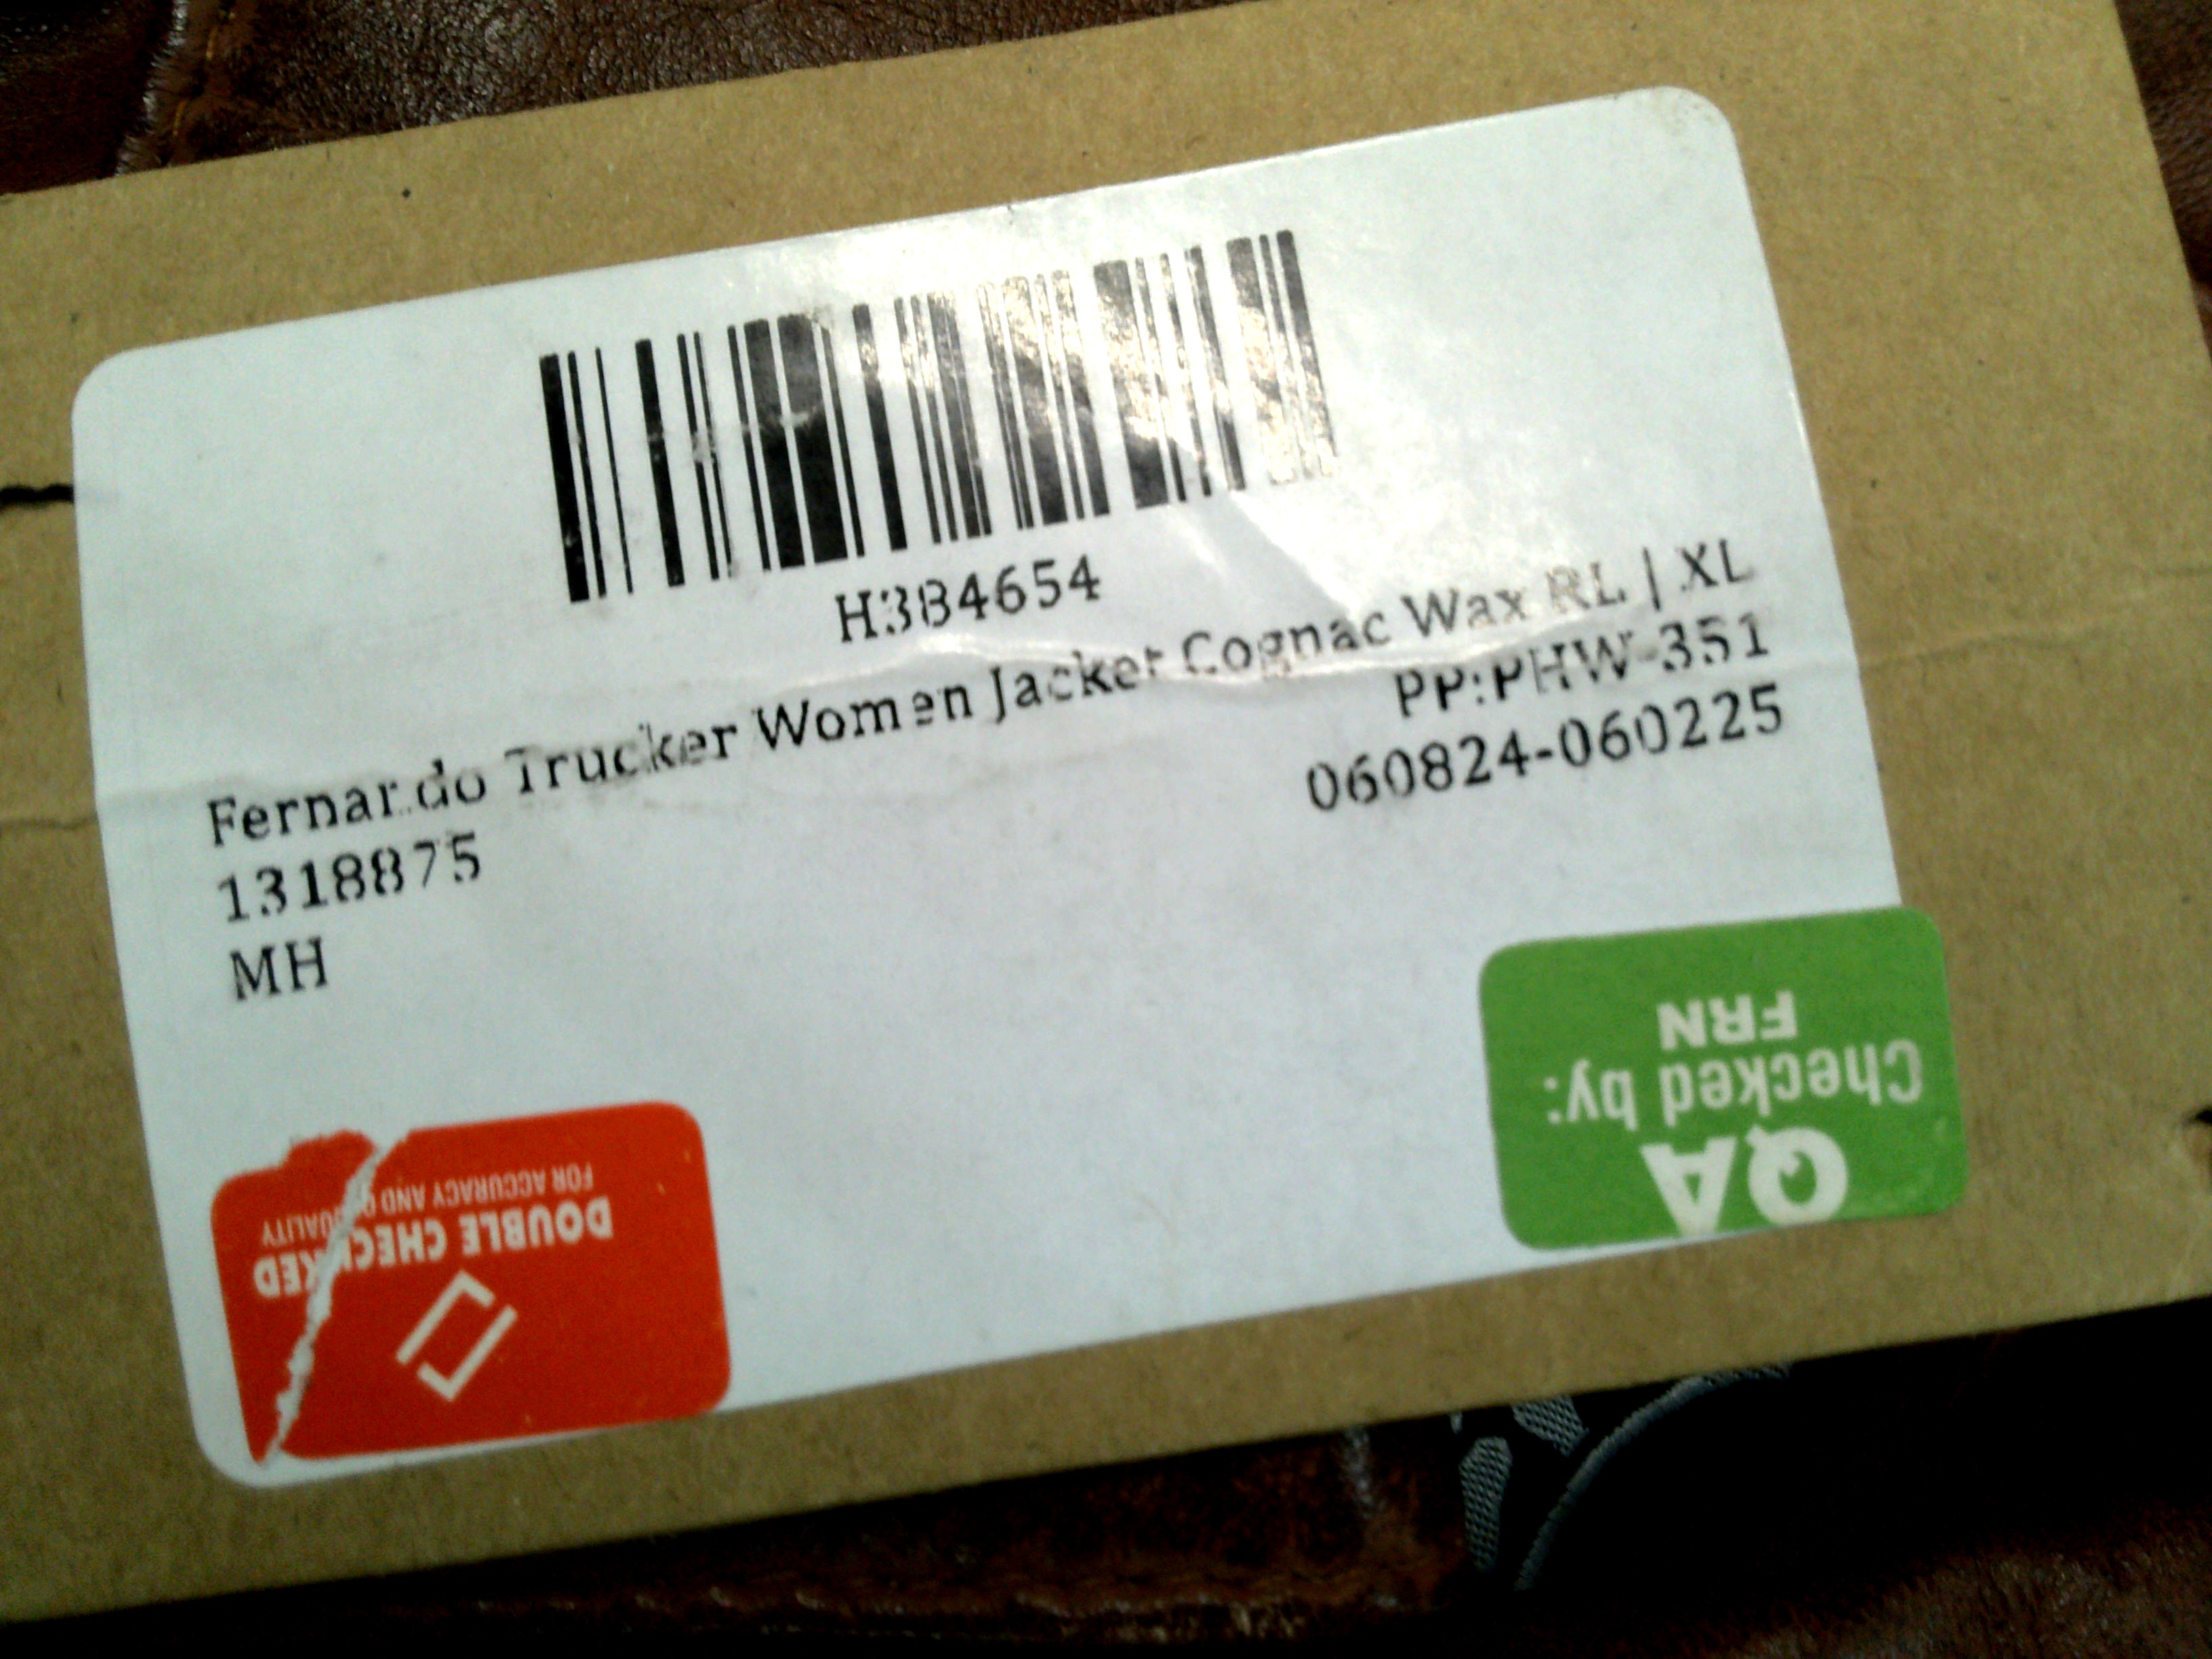 H384654
Fernando Trucker Women Jacket Cognac Wax RL | XL
1318875
PP:PHW-351
MH
060824-060225
QA
Checked by:
FRN
DOUBLE CHECKED
FOR ACCURACY AND QUALITY